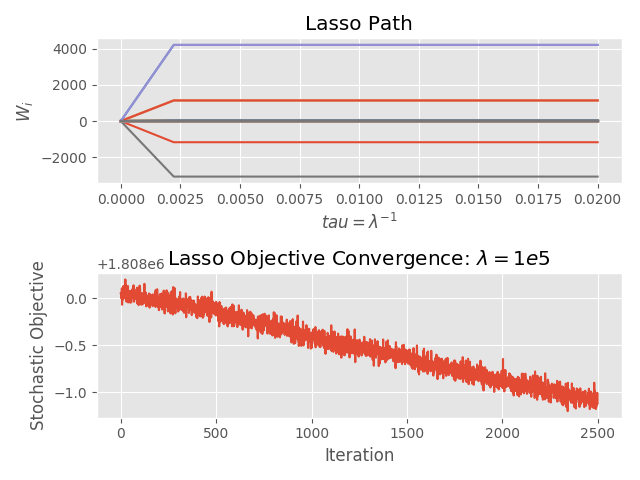 Lasso Path
4000
2000
0
−2000
W_i
0.0000 0.0025 0.0050 0.0075 0.0100 0.0125 0.0150 0.0175 0.0200
tau = λ⁻¹
Lasso Objective Convergence: λ = 1e5
+1.808e6
0.0
−0.5
−1.0
Stochastic Objective
0 500 1000 1500 2000 2500
Iteration